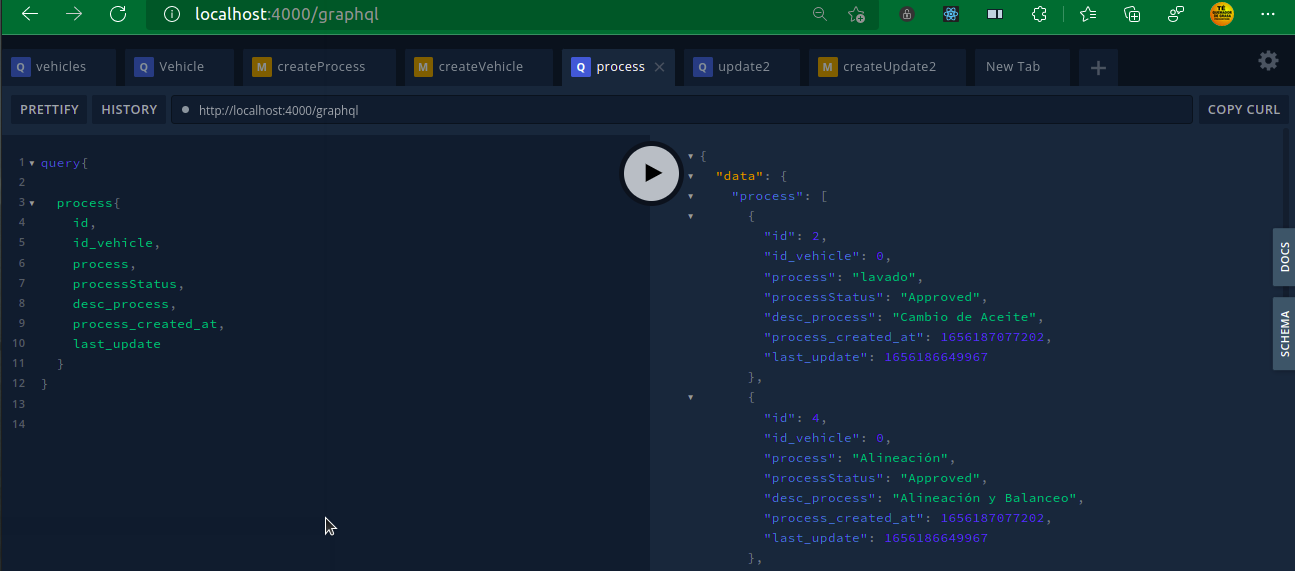 localhost:4000/graphql
Q vehicles
Q Vehicle
M createProcess
M createVehicle
Q process
Q update2
M createUpdate2
New Tab
PRETTIFY
HISTORY
http://localhost:4000/graphql
COPY CURL
1 query{
2
3 process{
4 id,
5 id_vehicle,
6 process,
7 processStatus,
8 desc_process,
9 process_created_at,
10 last_update
11 }
12 }
13
14
{
"data": {
"process": [
{
"id": 2,
"id_vehicle": 0,
"process": "lavado",
"processStatus": "Approved",
"desc_process": "Cambio de Aceite",
"process_created_at": 1656187077202,
"last_update": 1656186649967
},
{
"id": 4,
"id_vehicle": 0,
"process": "Alineación",
"processStatus": "Approved",
"desc_process": "Alineación y Balanceo",
"process_created_at": 1656187077202,
"last_update": 1656186649967
},
DOCS
SCHEMA